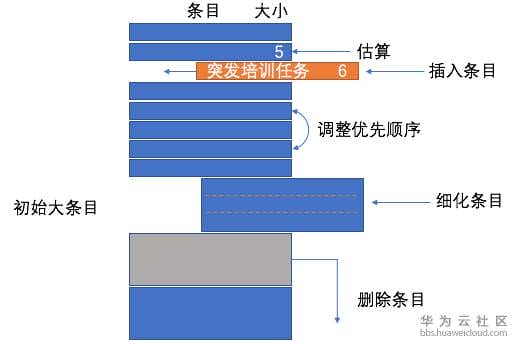 条目 大小
5
估算
突发培训任务 6
插入条目
调整优先顺序
细化条目
初始大条目
删除条目
华为云社区
bbs.huaweicloud.com